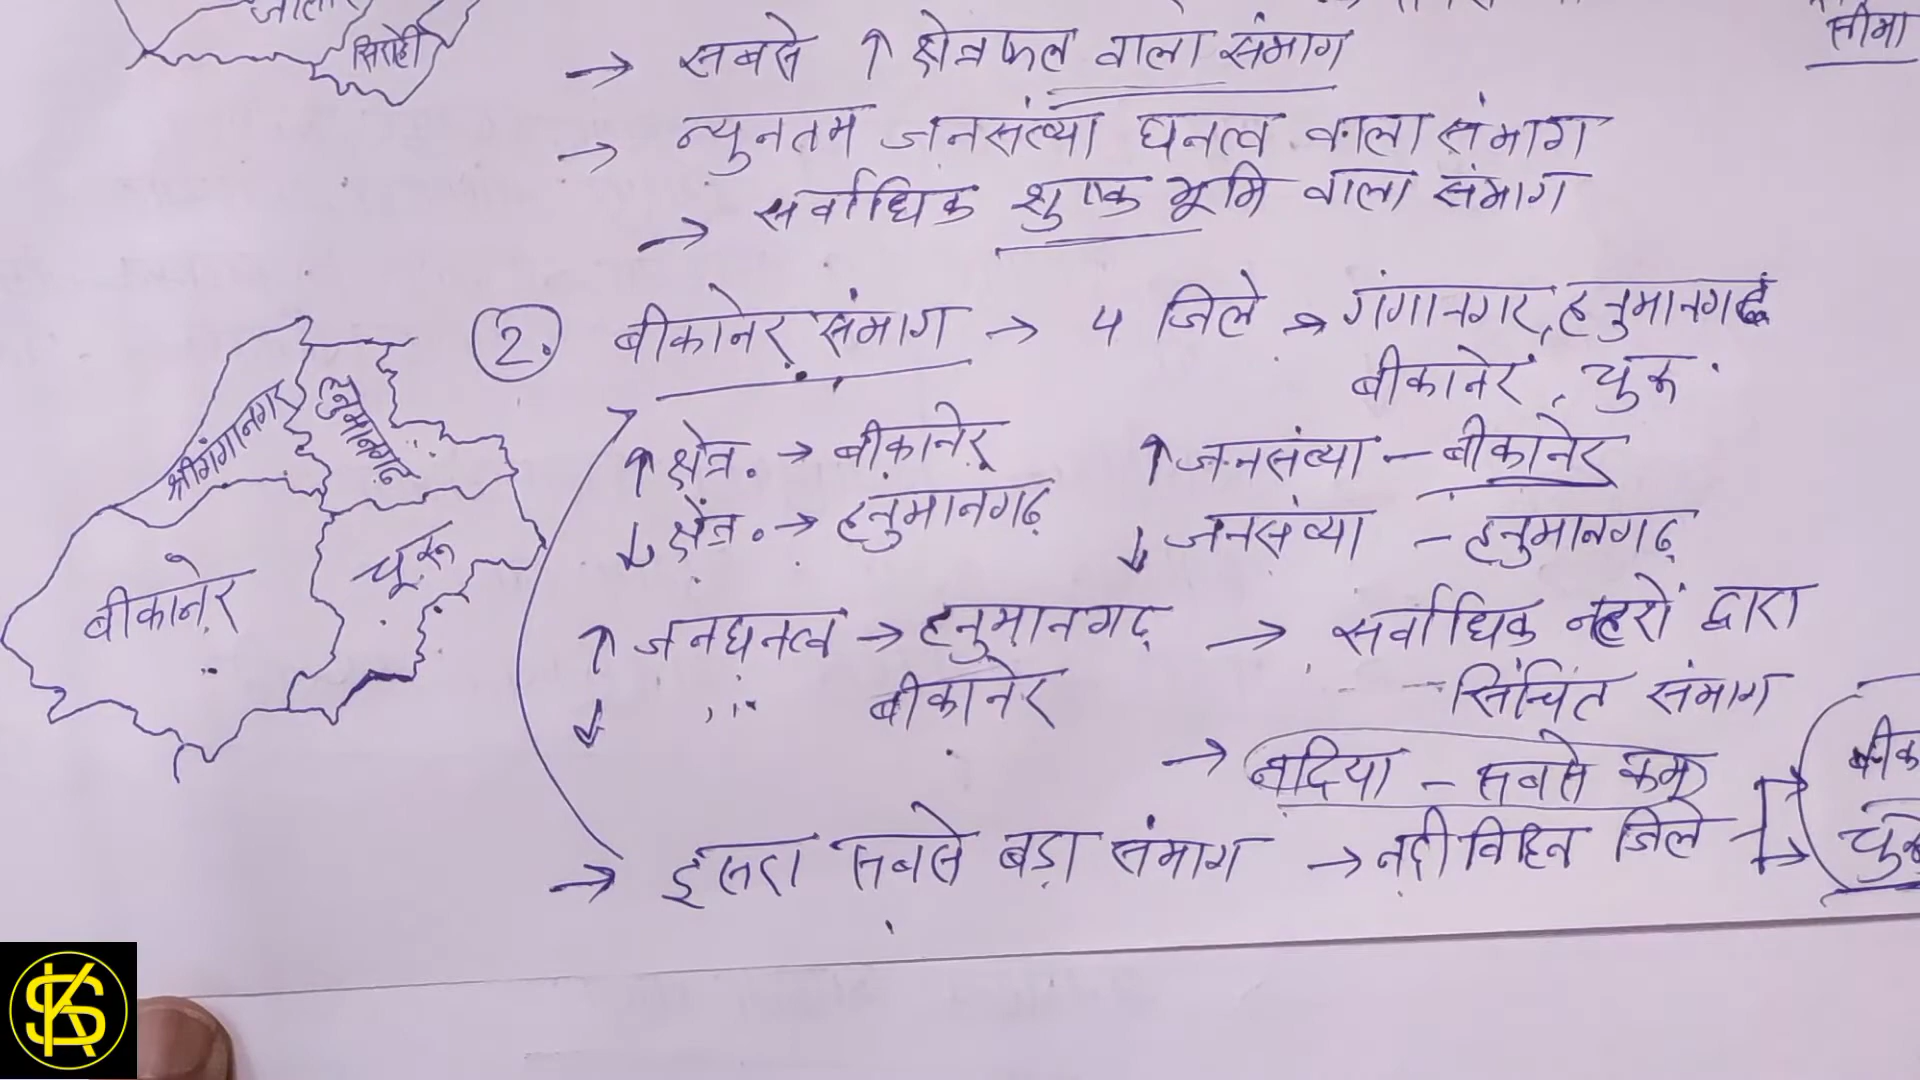 जालोर
सिरोही
सीमा
→ सबसे ↑ क्षेत्रफल वाला संभाग
→ न्युनतम जनसंख्या घनत्व वाला संभाग
→ सर्वाधिक शुष्क भूमि वाला संभाग
2. बीकानेर संभाग → 4 जिले → गंगानगर, हनुमानगढ
बीकानेर, चुरू
↑ क्षेत्र. → बीकानेर ↑ जनसंख्या - बीकानेर
↓ क्षेत्र. → हनुमानगढ़ ↓ जनसंख्या - हनुमानगढ़
↑ जनघनत्व → हनुमानगढ़ → सर्वाधिक नहरों द्वारा
↓ ,, बीकानेर - सिंचित संभाग
→ नदिया - सबसे कम
→ दुसरा सबसे बड़ा संभाग → नदी विहिन जिले
बीक
चुरू
श्रीगंगानगर
हनुमानगढ़
चूरू
बीकानेर
KS